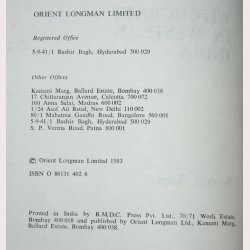 ORIENT LONGMAN LIMITED
Registered Office
5-9-41/1 Bashir Bagh, Hyderabad 500 029
Other Offices
Kamani Marg, Ballard Estate, Bombay 400 038
17 Chittaranjan Avenue, Calcutta 700 072
160 Anna Salai, Madras 600 002
1/24 Asaf Ali Road, New Delhi 110 002
80/1 Mahatma Gandhi Road, Bangalore 560 001
5-9-41/1 Bashir Bagh, Hyderabad 500 029
S. P. Verma Road, Patna 800 001
© Orient Longman Limited 1983
ISBN 0 86131 402 6
Printed in India by R.M.D.C. Press Pvt. Ltd., 70/71 Worli Estate,
Bombay 400 018 and published by Orient Longman Ltd., Kamani Marg,
Ballard Estate, Bombay 400 038.